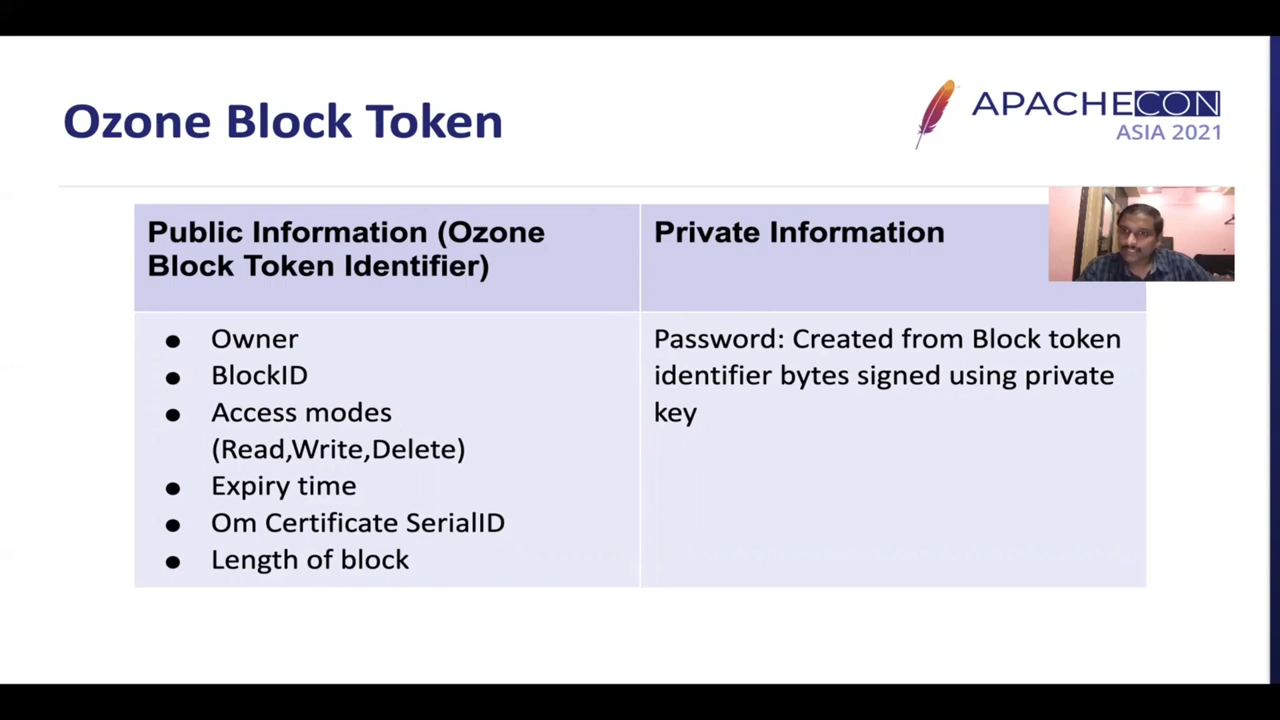 Ozone Block Token
APACHECON
ASIA 2021
Public Information (Ozone
Block Token Identifier)
Private Information
Owner
BlockID
Access modes
(Read,Write,Delete)
Expiry time
Om Certificate SerialID
Length of block
Password: Created from Block token
identifier bytes signed using private
key